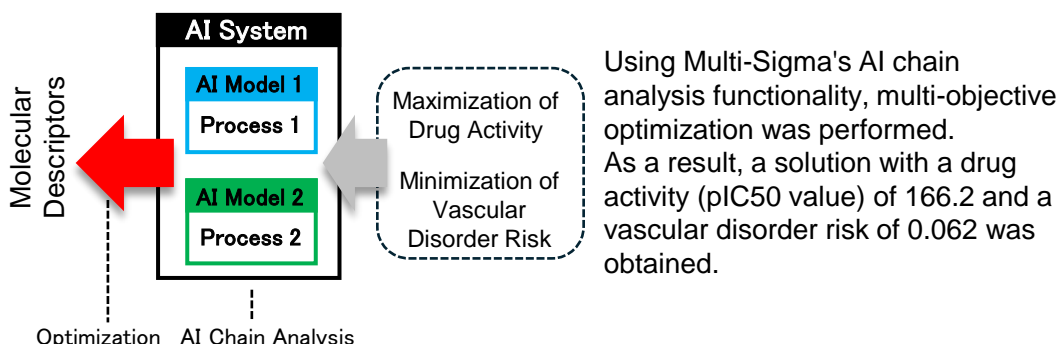 AI System
AI Model 1
Process 1
AI Model 2
Process 2
Molecular
Descriptors
Maximization of
Drug Activity
Minimization of
Vascular
Disorder Risk
Optimization
AI Chain Analysis
Using Multi-Sigma's AI chain
analysis functionality, multi-objective
optimization was performed.
As a result, a solution with a drug
activity (pIC50 value) of 166.2 and a
vascular disorder risk of 0.062 was
obtained.